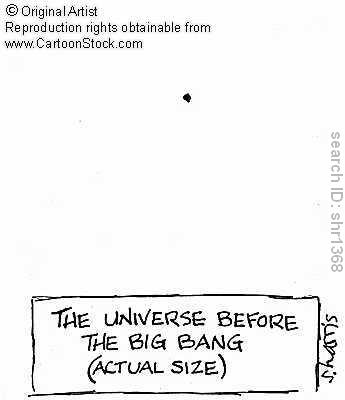 © Original Artist
Reproduction rights obtainable from
www.CartoonStock.com
search ID: shr1368
THE UNIVERSE BEFORE
THE BIG BANG
(ACTUAL SIZE)
s.harris